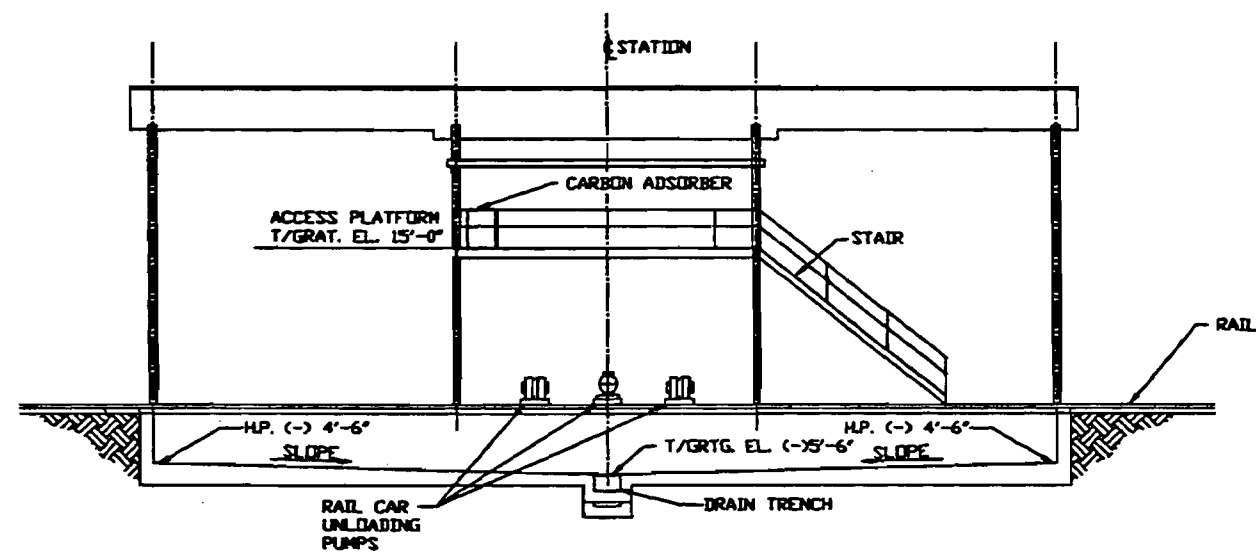 ℄ STATION
CARBON ADSORBER
ACCESS PLATFORM
T/GRAT. EL. 15'-0"
STAIR
RAIL
H.P. (-) 4'-6"
SLOPE
T/GRTG. EL. (-)5'-6"
H.P. (-) 4'-6"
SLOPE
RAIL CAR
UNLOADING
PUMPS
DRAIN TRENCH